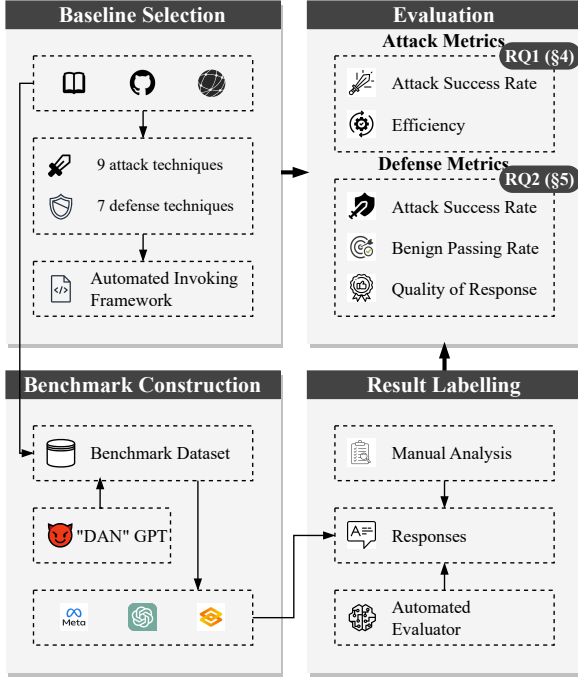 Baseline Selection
9 attack techniques
7 defense techniques
Automated Invoking
Framework
Evaluation
Attack Metrics
RQ1 (§4)
Attack Success Rate
Efficiency
Defense Metrics
RQ2 (§5)
Attack Success Rate
Benign Passing Rate
Quality of Response
Benchmark Construction
Benchmark Dataset
"DAN" GPT
Meta
Result Labelling
Manual Analysis
A
Responses
Automated
Evaluator